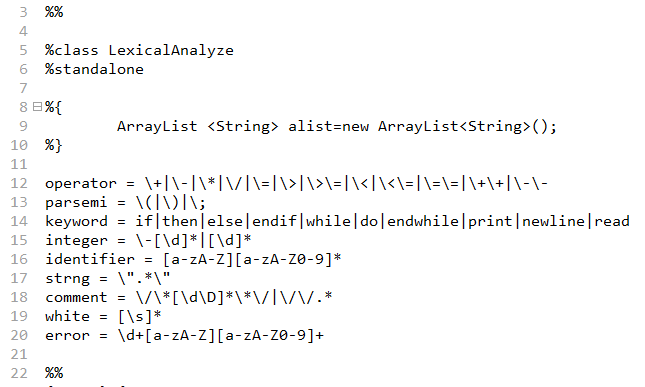 3 %%
4
5 %class LexicalAnalyze
6 %standalone
7
8 %{
9 ArrayList <String> alist=new ArrayList<String>();
10 %}
11
12 operator = \+|\-|\*|\/|\=|\>|\>\=|\<|\<\=|\=\=|\+\+|\-\-
13 parsemi = \(|\)|\;
14 keyword = if|then|else|endif|while|do|endwhile|print|newline|read
15 integer = \-[\d]*|[\d]*
16 identifier = [a-zA-Z][a-zA-Z0-9]*
17 strng = \".*\"
18 comment = \/\*[\d\D]*\*\/|\/\/.*
19 white = [\s]*
20 error = \d+[a-zA-Z][a-zA-Z0-9]+
21
22 %%